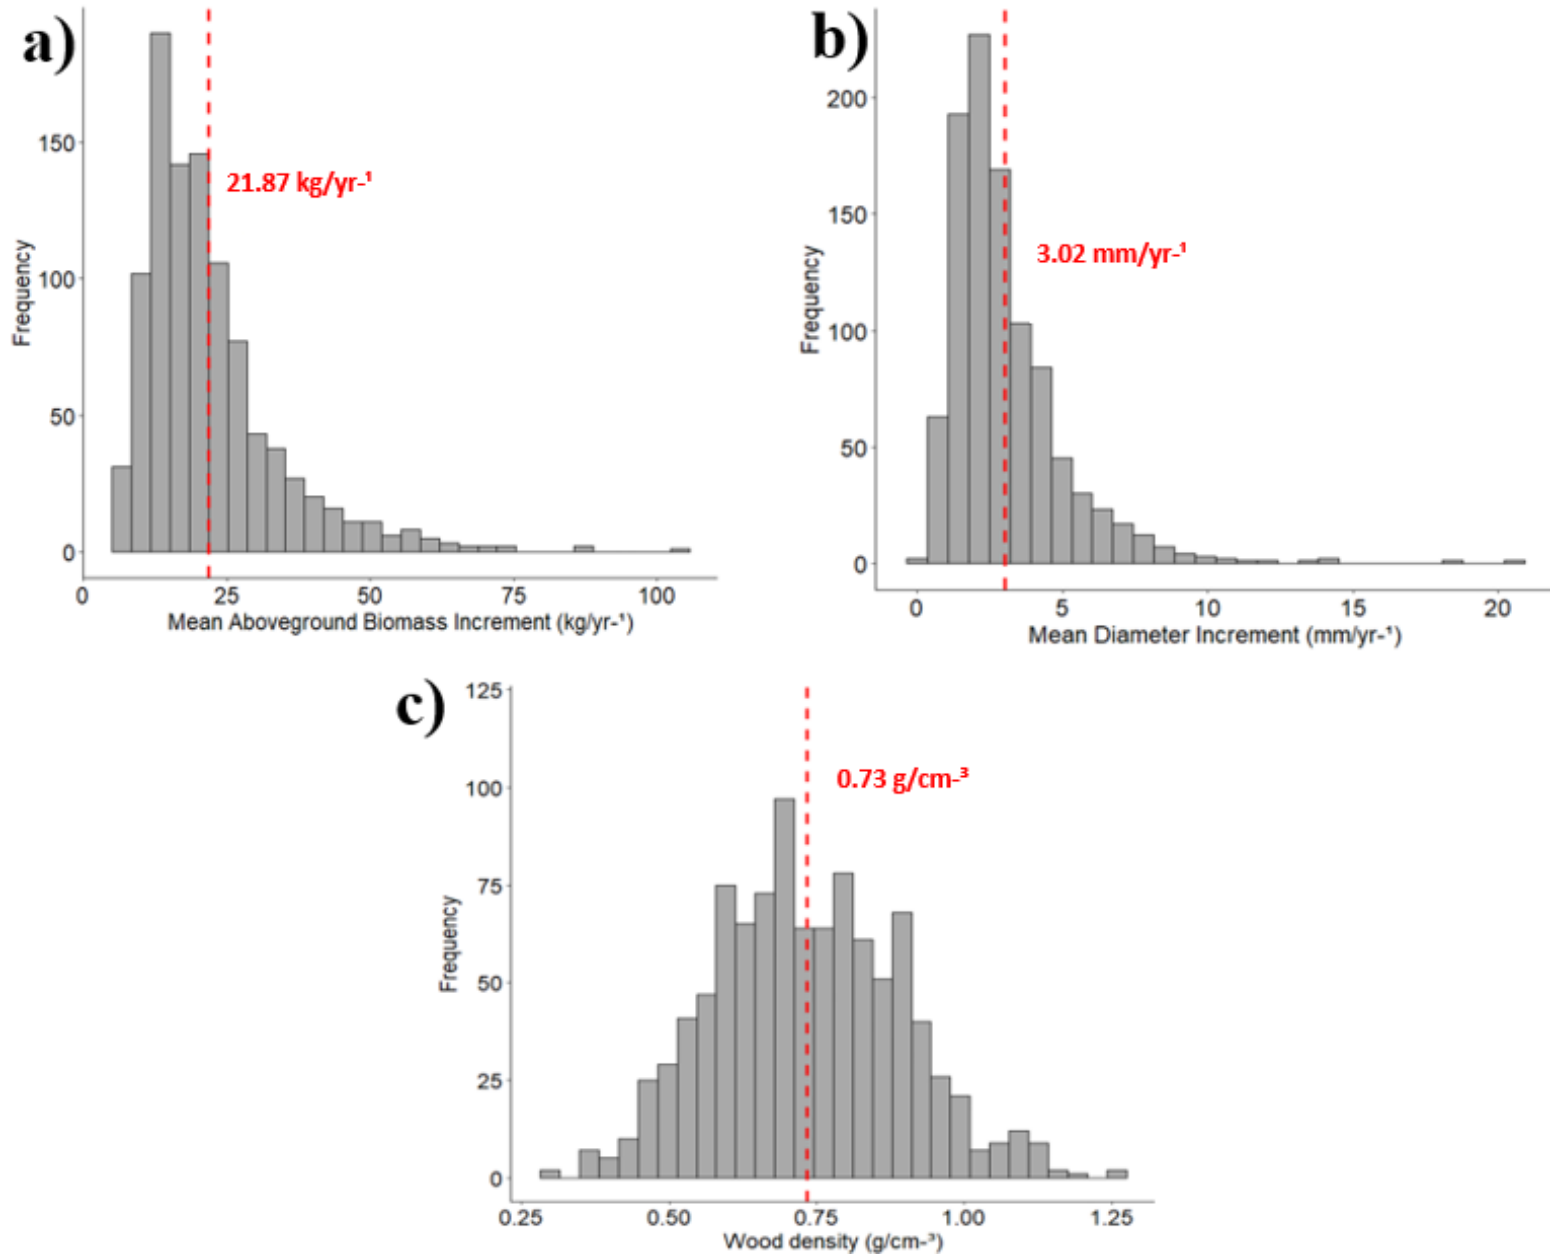 a)
150
100
50
0
Frequency
21.87 kg/yr-¹
0 25 50 75 100
Mean Aboveground Biomass Increment (kg/yr-¹)
b)
200
150
100
50
0
Frequency
3.02 mm/yr-¹
0 5 10 15 20
Mean Diameter Increment (mm/yr-¹)
c)
125
100
75
50
25
0
Frequency
0.73 g/cm-³
0.25 0.50 0.75 1.00 1.25
Wood density (g/cm-³)